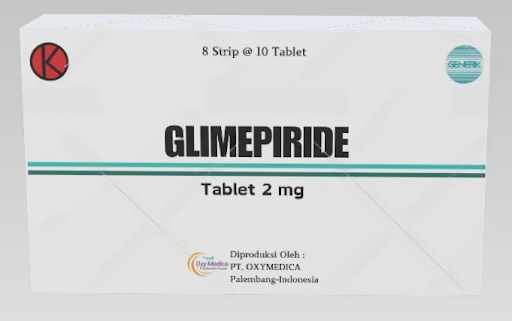 8 Strip @ 10 Tablet
K
GENERIK
GLIMEPIRIDE
Tablet 2 mg
Oxy Medica
Diproduksi Oleh :
PT. OXYMEDICA
Palembang-Indonesia